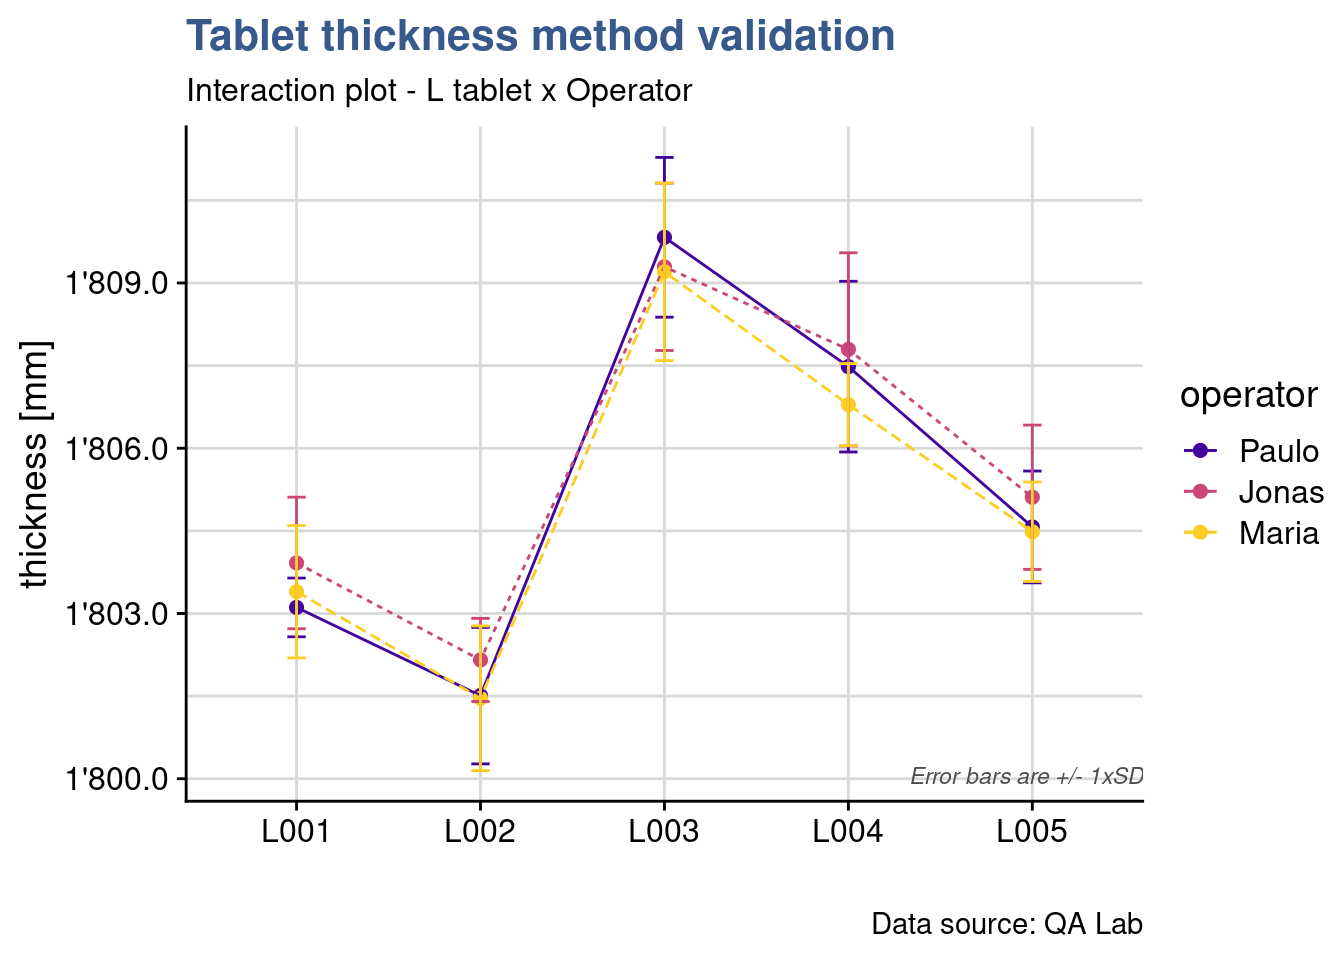 Tablet thickness method validation
Interaction plot - L tablet x Operator
thickness [mm]
1'809.0
1'806.0
1'803.0
1'800.0
Error bars are +/- 1xSD
L001 L002 L003 L004 L005
operator
Paulo
Jonas
Maria
Data source: QA Lab